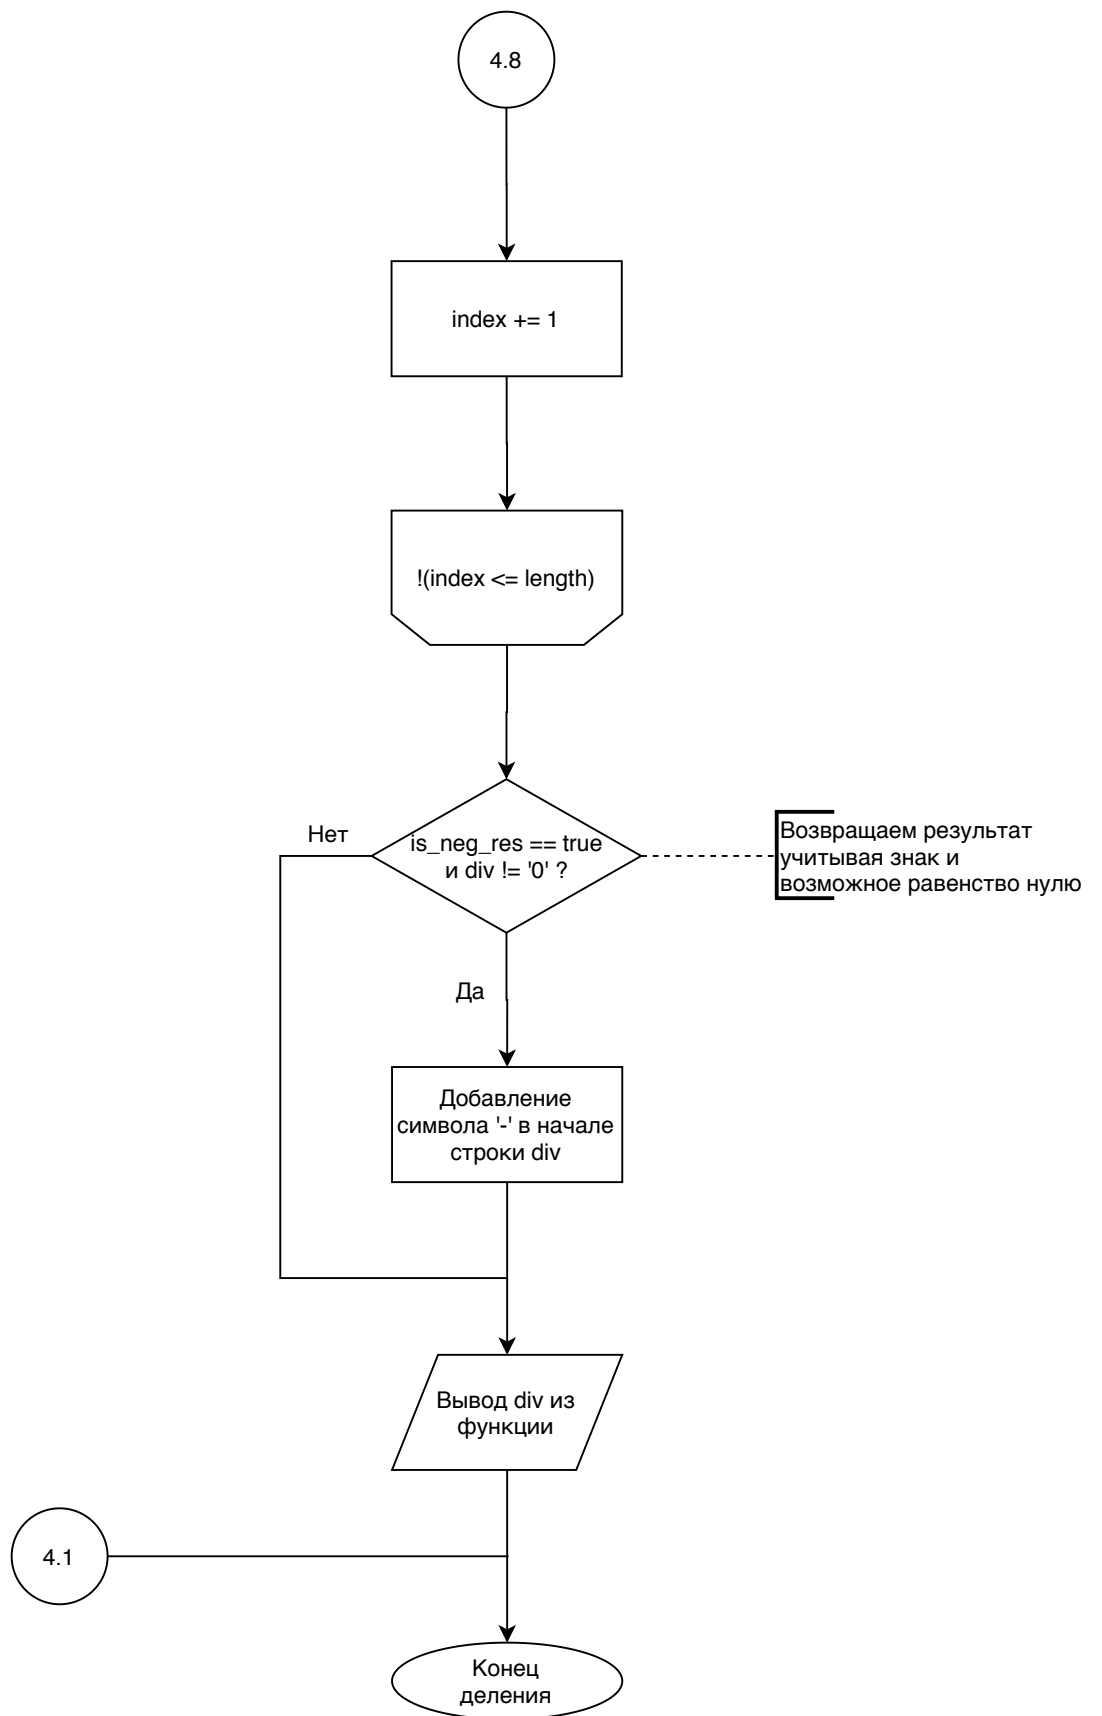 4.8
index += 1
!(index <= length)
Нет
is_neg_res == true
и div != '0' ?
Возвращаем результат
учитывая знак и
возможное равенство нулю
Да
Добавление
символа '-' в начале
строки div
Вывод div из
функции
4.1
Конец
деления